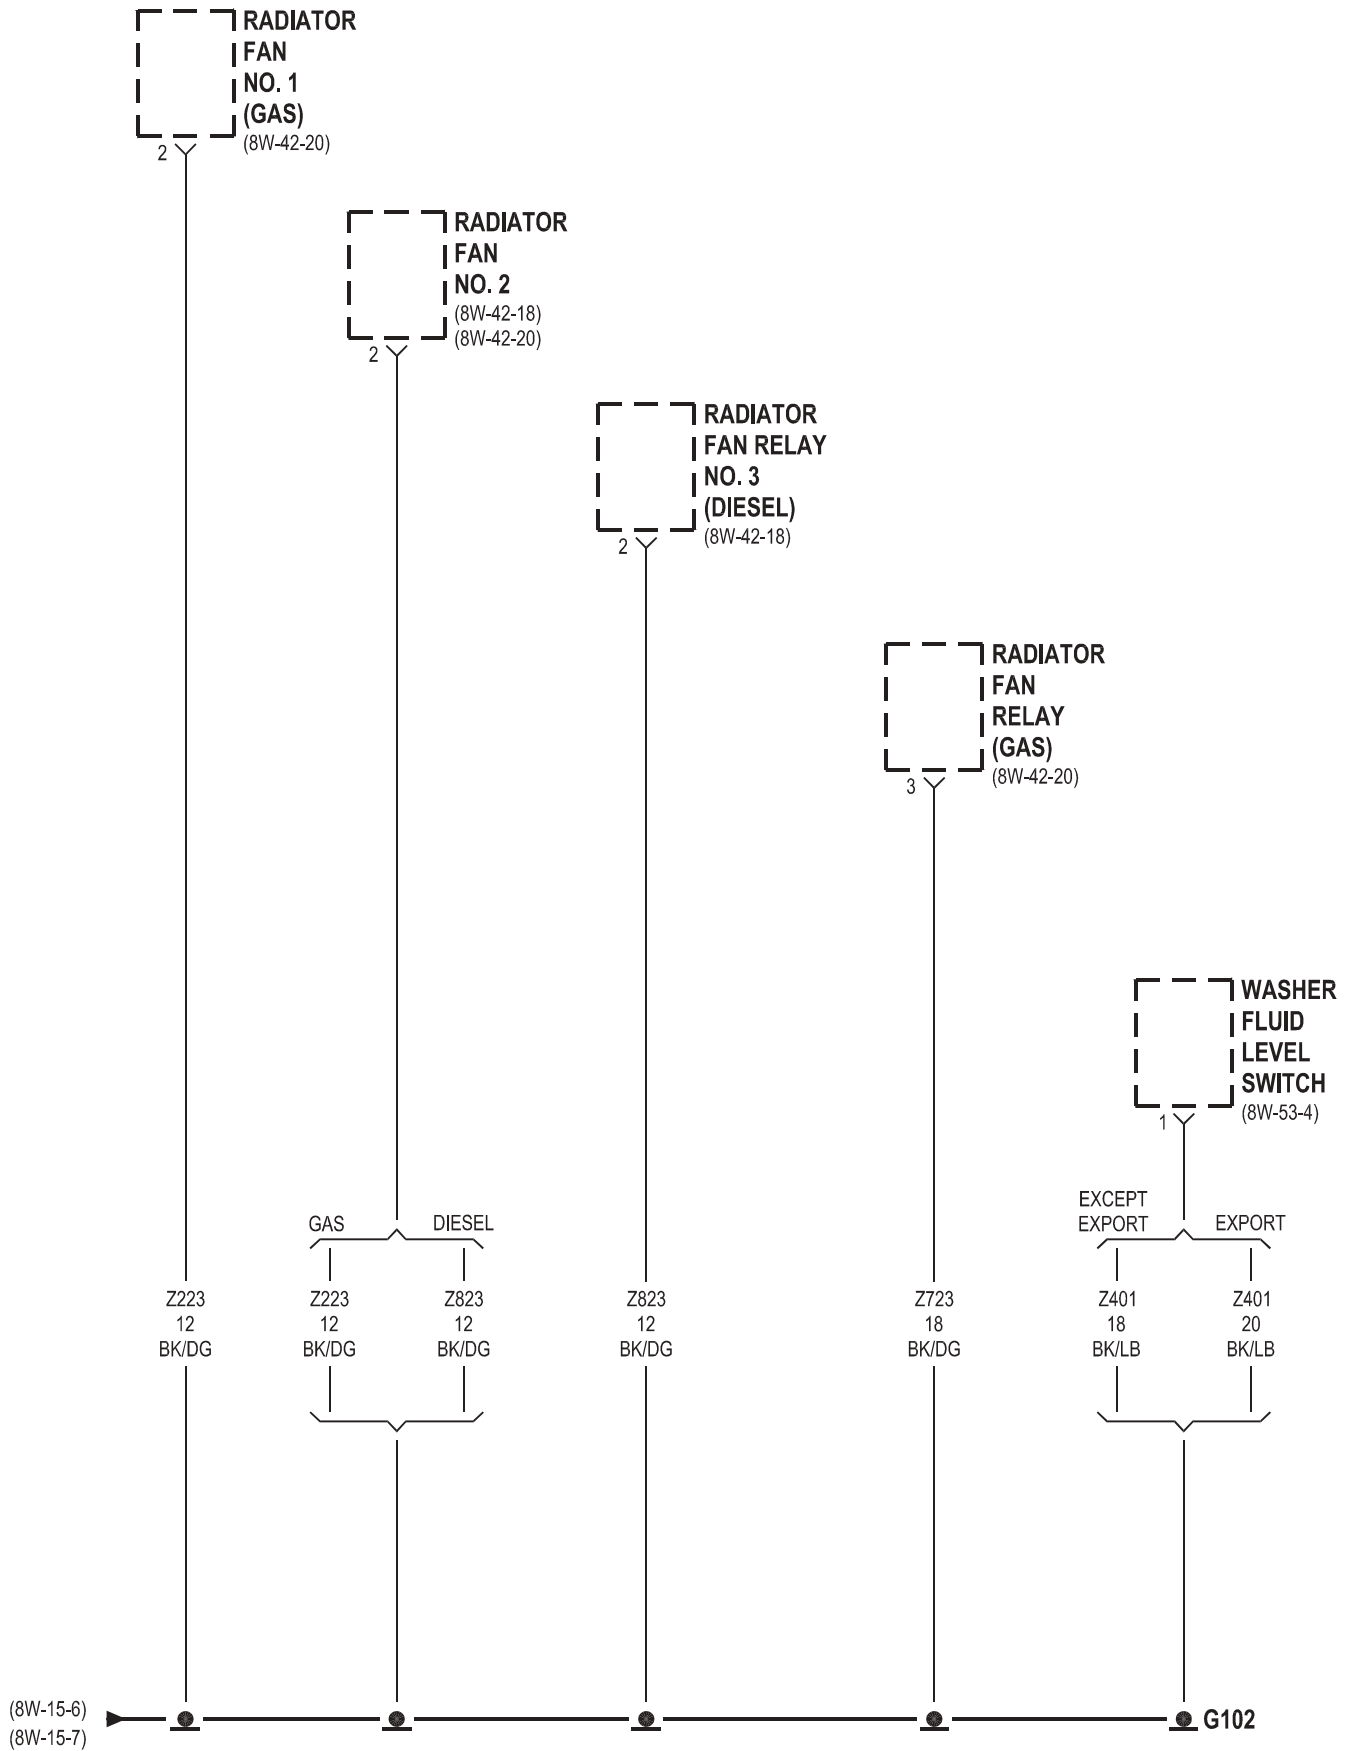 RADIATOR
FAN
NO. 1
(GAS)
(8W-42-20)
2
RADIATOR
FAN
NO. 2
(8W-42-18)
(8W-42-20)
2
RADIATOR
FAN RELAY
NO. 3
(DIESEL)
(8W-42-18)
2
RADIATOR
FAN
RELAY
(GAS)
(8W-42-20)
3
WASHER
FLUID
LEVEL
SWITCH
(8W-53-4)
1
GAS
DIESEL
EXCEPT
EXPORT
EXPORT
Z223
12
BK/DG
Z223
12
BK/DG
Z823
12
BK/DG
Z823
12
BK/DG
Z723
18
BK/DG
Z401
18
BK/LB
Z401
20
BK/LB
(8W-15-6)
(8W-15-7)
G102